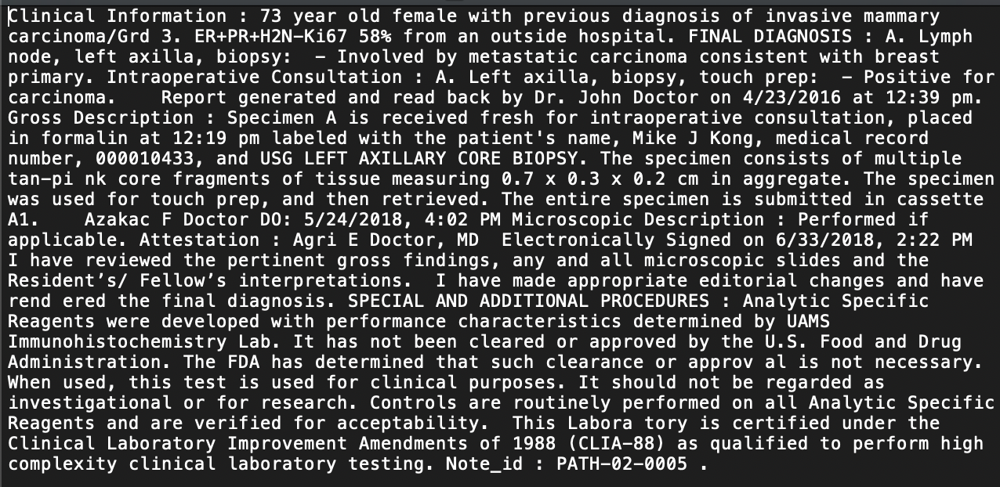 Clinical Information : 73 year old female with previous diagnosis of invasive mammary
carcinoma/Grd 3. ER+PR+H2N-Ki67 58% from an outside hospital. FINAL DIAGNOSIS : A. Lymph
node, left axilla, biopsy:  - Involved by metastatic carcinoma consistent with breast
primary. Intraoperative Consultation : A. Left axilla, biopsy, touch prep:  - Positive for
carcinoma.    Report generated and read back by Dr. John Doctor on 4/23/2016 at 12:39 pm.
Gross Description : Specimen A is received fresh for intraoperative consultation, placed
in formalin at 12:19 pm labeled with the patient's name, Mike J Kong, medical record
number, 000010433, and USG LEFT AXILLARY CORE BIOPSY. The specimen consists of multiple
tan-pi nk core fragments of tissue measuring 0.7 x 0.3 x 0.2 cm in aggregate. The specimen
was used for touch prep, and then retrieved. The entire specimen is submitted in cassette
A1.    Azakac F Doctor DO: 5/24/2018, 4:02 PM Microscopic Description : Performed if
applicable. Attestation : Agri E Doctor, MD  Electronically Signed on 6/33/2018, 2:22 PM
I have reviewed the pertinent gross findings, any and all microscopic slides and the
Resident’s/ Fellow’s interpretations.  I have made appropriate editorial changes and have
rend ered the final diagnosis. SPECIAL AND ADDITIONAL PROCEDURES : Analytic Specific
Reagents were developed with performance characteristics determined by UAMS
Immunohistochemistry Lab. It has not been cleared or approved by the U.S. Food and Drug
Administration. The FDA has determined that such clearance or approv al is not necessary.
When used, this test is used for clinical purposes. It should not be regarded as
investigational or for research. Controls are routinely performed on all Analytic Specific
Reagents and are verified for acceptability.  This Labora tory is certified under the
Clinical Laboratory Improvement Amendments of 1988 (CLIA-88) as qualified to perform high
complexity clinical laboratory testing. Note_id : PATH-02-0005 .